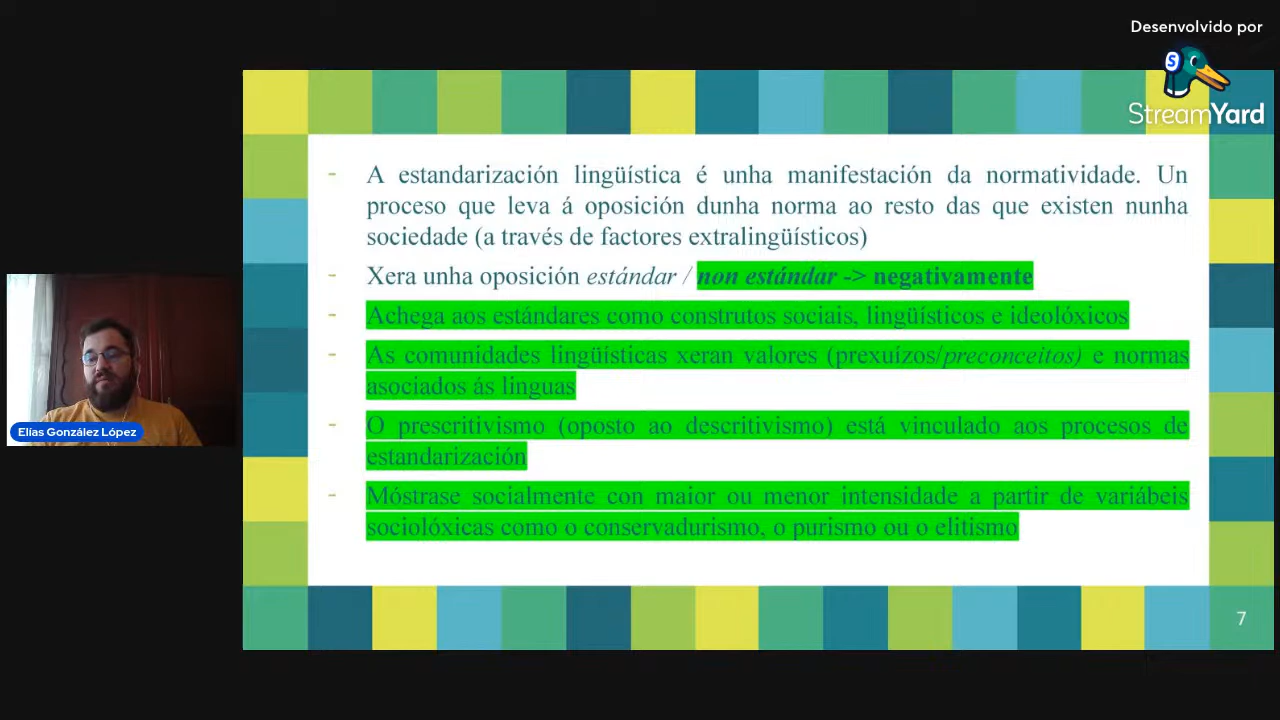 Desenvolvido por
StreamYard
- A estandarización lingüística é unha manifestación da normatividade. Un
proceso que leva á oposición dunha norma ao resto das que existen nunha
sociedade (a través de factores extralingüísticos)
- Xera unha oposición estándar / non estándar -> negativamente
- Achega aos estándares como construtos sociais, lingüísticos e ideolóxicos
- As comunidades lingüísticas xeran valores (prexuízos/preconceitos) e normas
asociados ás linguas
- O prescritivismo (oposto ao descritivismo) está vinculado aos procesos de
estandarización
- Móstrase socialmente con maior ou menor intensidade a partir de variábeis
sociolóxicas como o conservadurismo, o purismo ou o elitismo
Elías González López
7